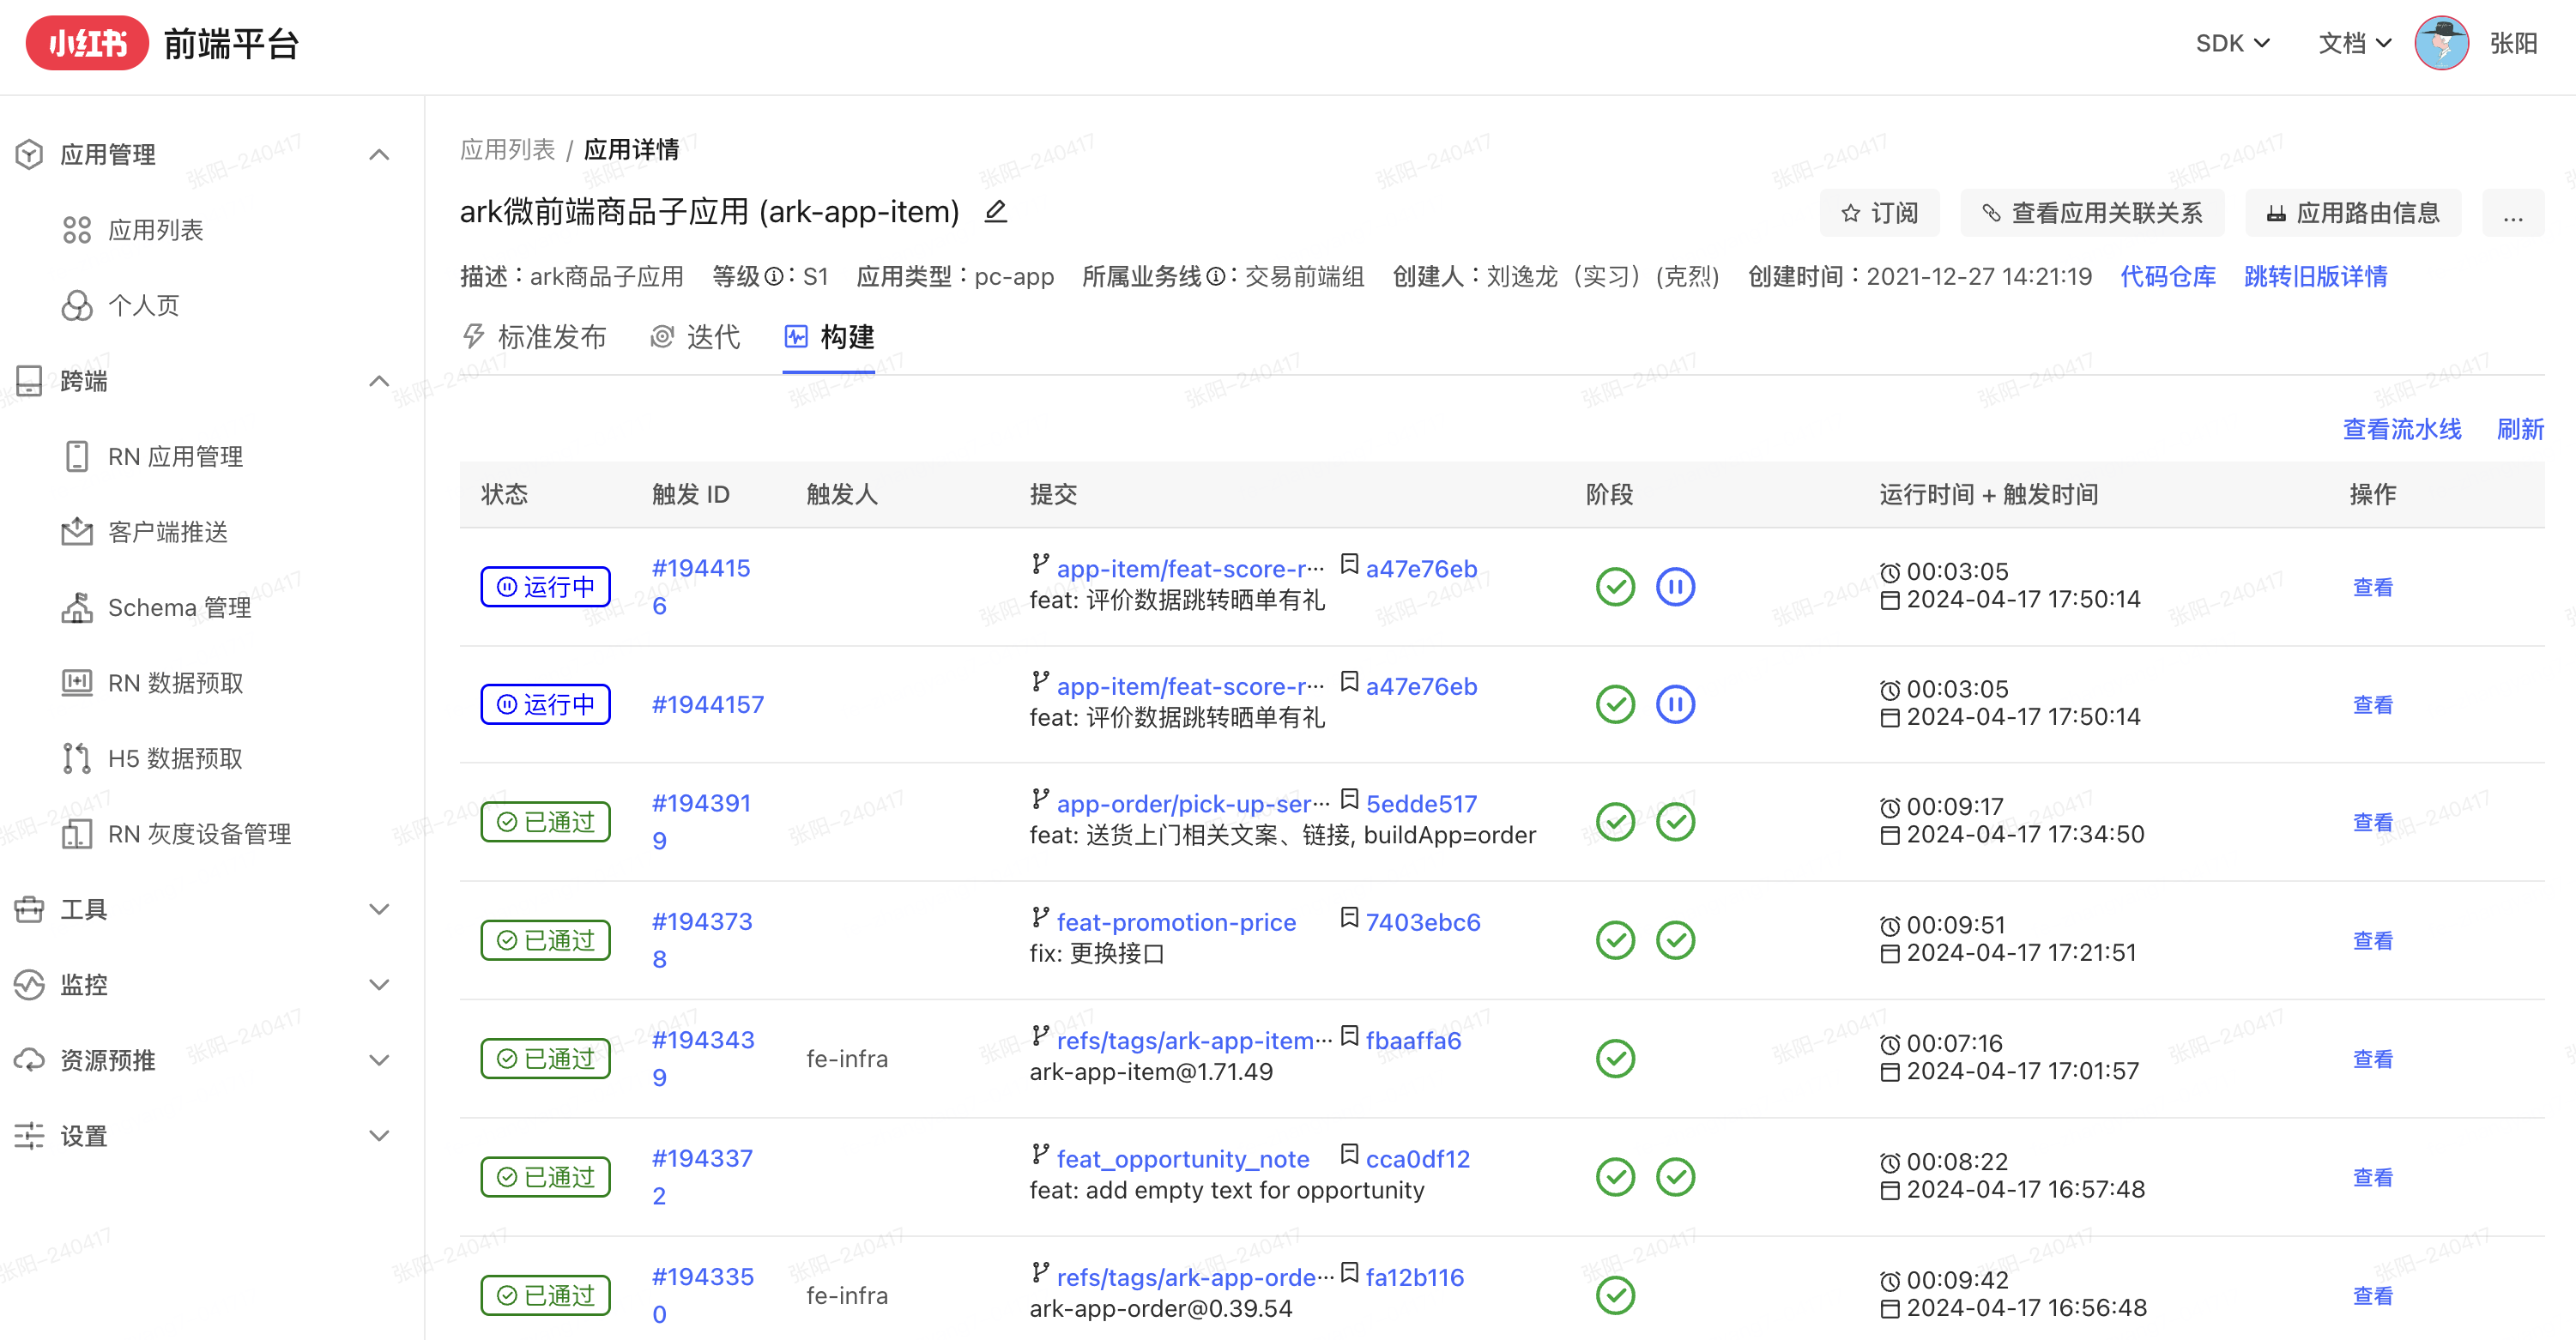 小红书 前端平台
SDK 文档 张阳
应用管理
应用列表
个人页
跨端
RN 应用管理
客户端推送
Schema 管理
RN 数据预取
H5 数据预取
RN 灰度设备管理
工具
监控
资源预推
设置
应用列表 / 应用详情
ark微前端商品子应用 (ark-app-item)
订阅 查看应用关联关系 应用路由信息 ...
描述：ark商品子应用 等级：S1 应用类型：pc-app 所属业务线：交易前端组 创建人：刘逸龙（实习）(克烈) 创建时间：2021-12-27 14:21:19 代码仓库 跳转旧版详情
标准发布 迭代 构建
查看流水线 刷新
状态 触发 ID 触发人 提交 阶段 运行时间 + 触发时间 操作
运行中
#194415
6
app-item/feat-score-r··· a47e76eb
feat: 评价数据跳转晒单有礼
00:03:05
2024-04-17 17:50:14
查看
运行中
#1944157
app-item/feat-score-r··· a47e76eb
feat: 评价数据跳转晒单有礼
00:03:05
2024-04-17 17:50:14
查看
已通过
#194391
9
app-order/pick-up-ser··· 5edde517
feat: 送货上门相关文案、链接, buildApp=order
00:09:17
2024-04-17 17:34:50
查看
已通过
#194373
8
feat-promotion-price 7403ebc6
fix: 更换接口
00:09:51
2024-04-17 17:21:51
查看
已通过
#194343
9
fe-infra
refs/tags/ark-app-item··· fbaaffa6
ark-app-item@1.71.49
00:07:16
2024-04-17 17:01:57
查看
已通过
#194337
2
feat_opportunity_note cca0df12
feat: add empty text for opportunity
00:08:22
2024-04-17 16:57:48
查看
已通过
#194335
0
fe-infra
refs/tags/ark-app-orde··· fa12b116
ark-app-order@0.39.54
00:09:42
2024-04-17 16:56:48
查看
张阳-240417